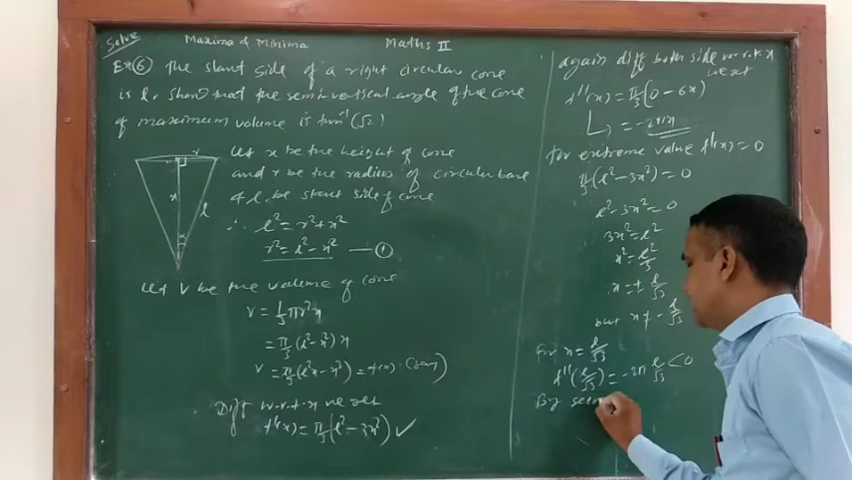 Solve
Maxima & Minima Maths II
Ex⑥ The slant side of a right circular cone
is l, show that the semi vertical angle of the cone
of maximum volume is tan⁻¹(√2)
Let x be the height of cone
and r be the radius of circular base
& l be slant side of cone
∴ l² = r² + x²
r² = l² - x² — ①
r
x
l
α
Let V be the volume of cone
V = 1/3 πr²x
= π/3 (l² - x²) x
V = π/3 (l²x - x³) = f(x) (say)
Diff w.r.t. x we get
f'(x) = π/3 (l² - 3x²) ✓
again diff both side w.r.t. x
we get
f''(x) = π/3 (0 - 6x)
= -2πx
for extreme value f'(x) = 0
π/3 (l² - 3x²) = 0
l² - 3x² = 0
3x² = l²
x² = l²/3
x = ± l/√3
but x ≠ - l/√3
For x = l/√3
f''(l/√3) = -2π l/√3 < 0
By